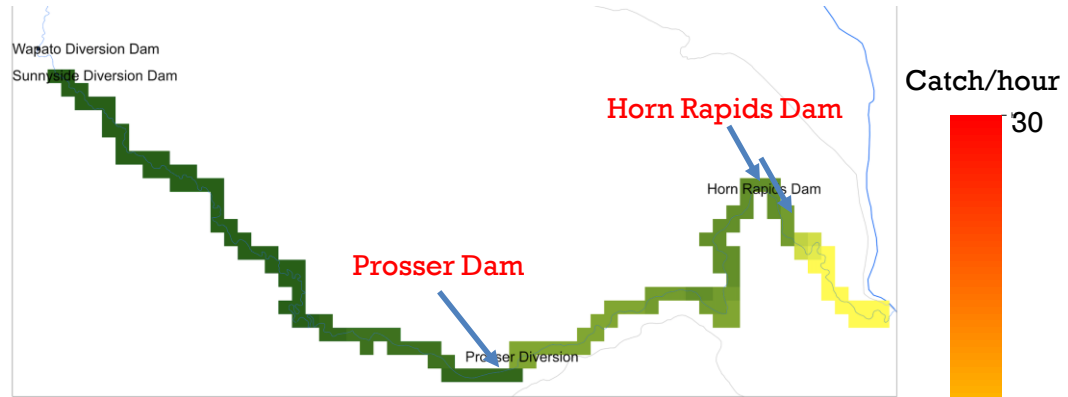 Wapato Diversion Dam
Sunnyside Diversion Dam
Catch/hour
30
Horn Rapids Dam
Horn Rapids Dam
Prosser Dam
Prosser Diversion